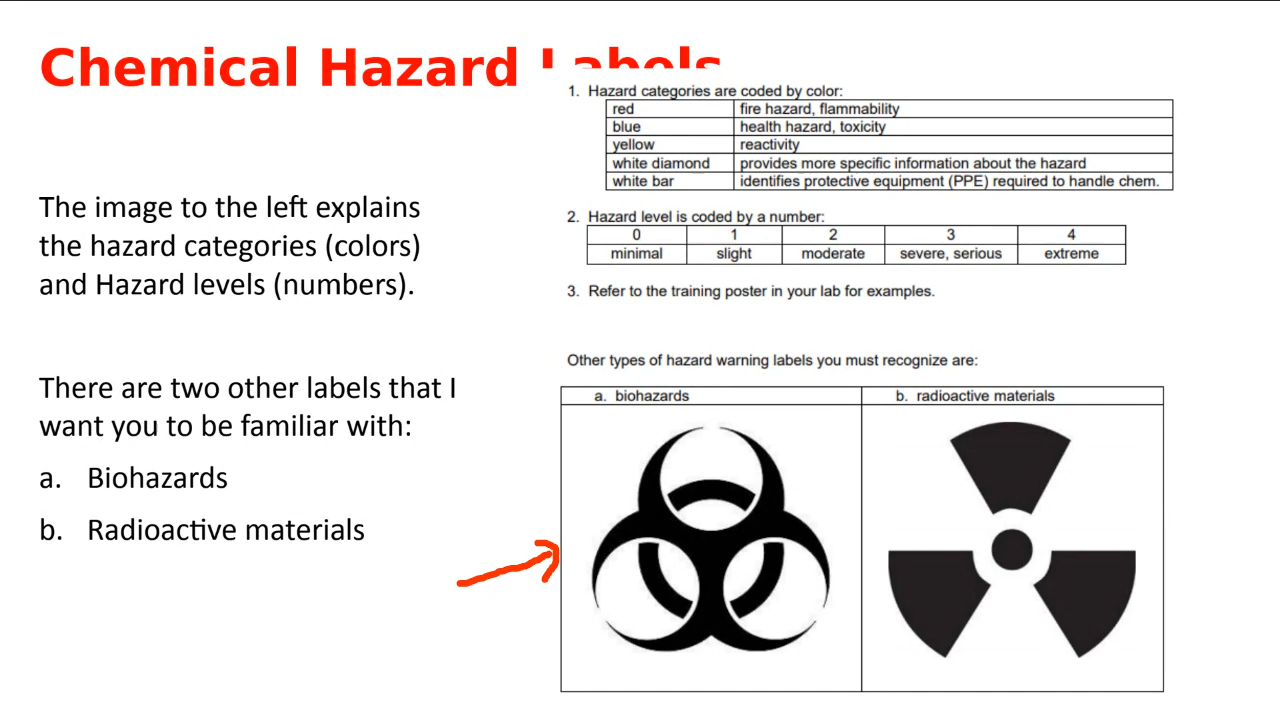 Chemical Hazard Labels
The image to the left explains
the hazard categories (colors)
and Hazard levels (numbers).
There are two other labels that I
want you to be familiar with:
a. Biohazards
b. Radioactive materials
1. Hazard categories are coded by color:
red fire hazard, flammability
blue health hazard, toxicity
yellow reactivity
white diamond provides more specific information about the hazard
white bar identifies protective equipment (PPE) required to handle chem.
2. Hazard level is coded by a number:
0 1 2 3 4
minimal slight moderate severe, serious extreme
3. Refer to the training poster in your lab for examples.
Other types of hazard warning labels you must recognize are:
a. biohazards b. radioactive materials